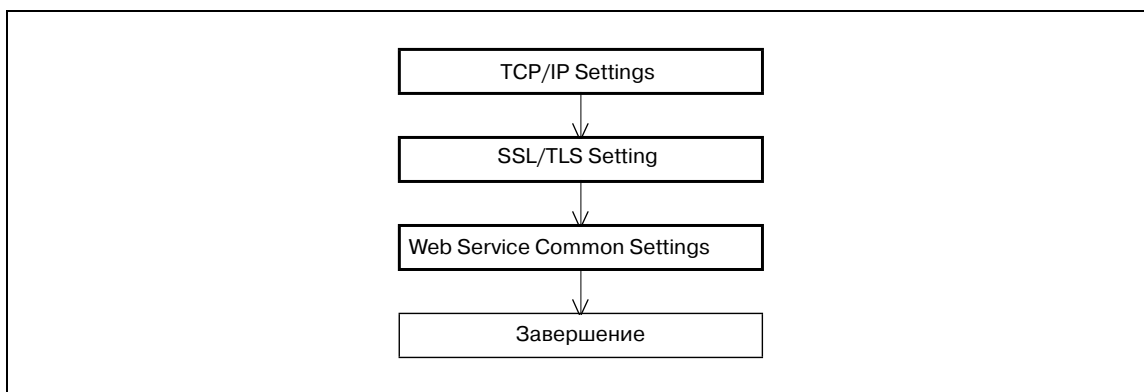 TCP/IP Settings
SSL/TLS Setting
Web Service Common Settings
Завершение